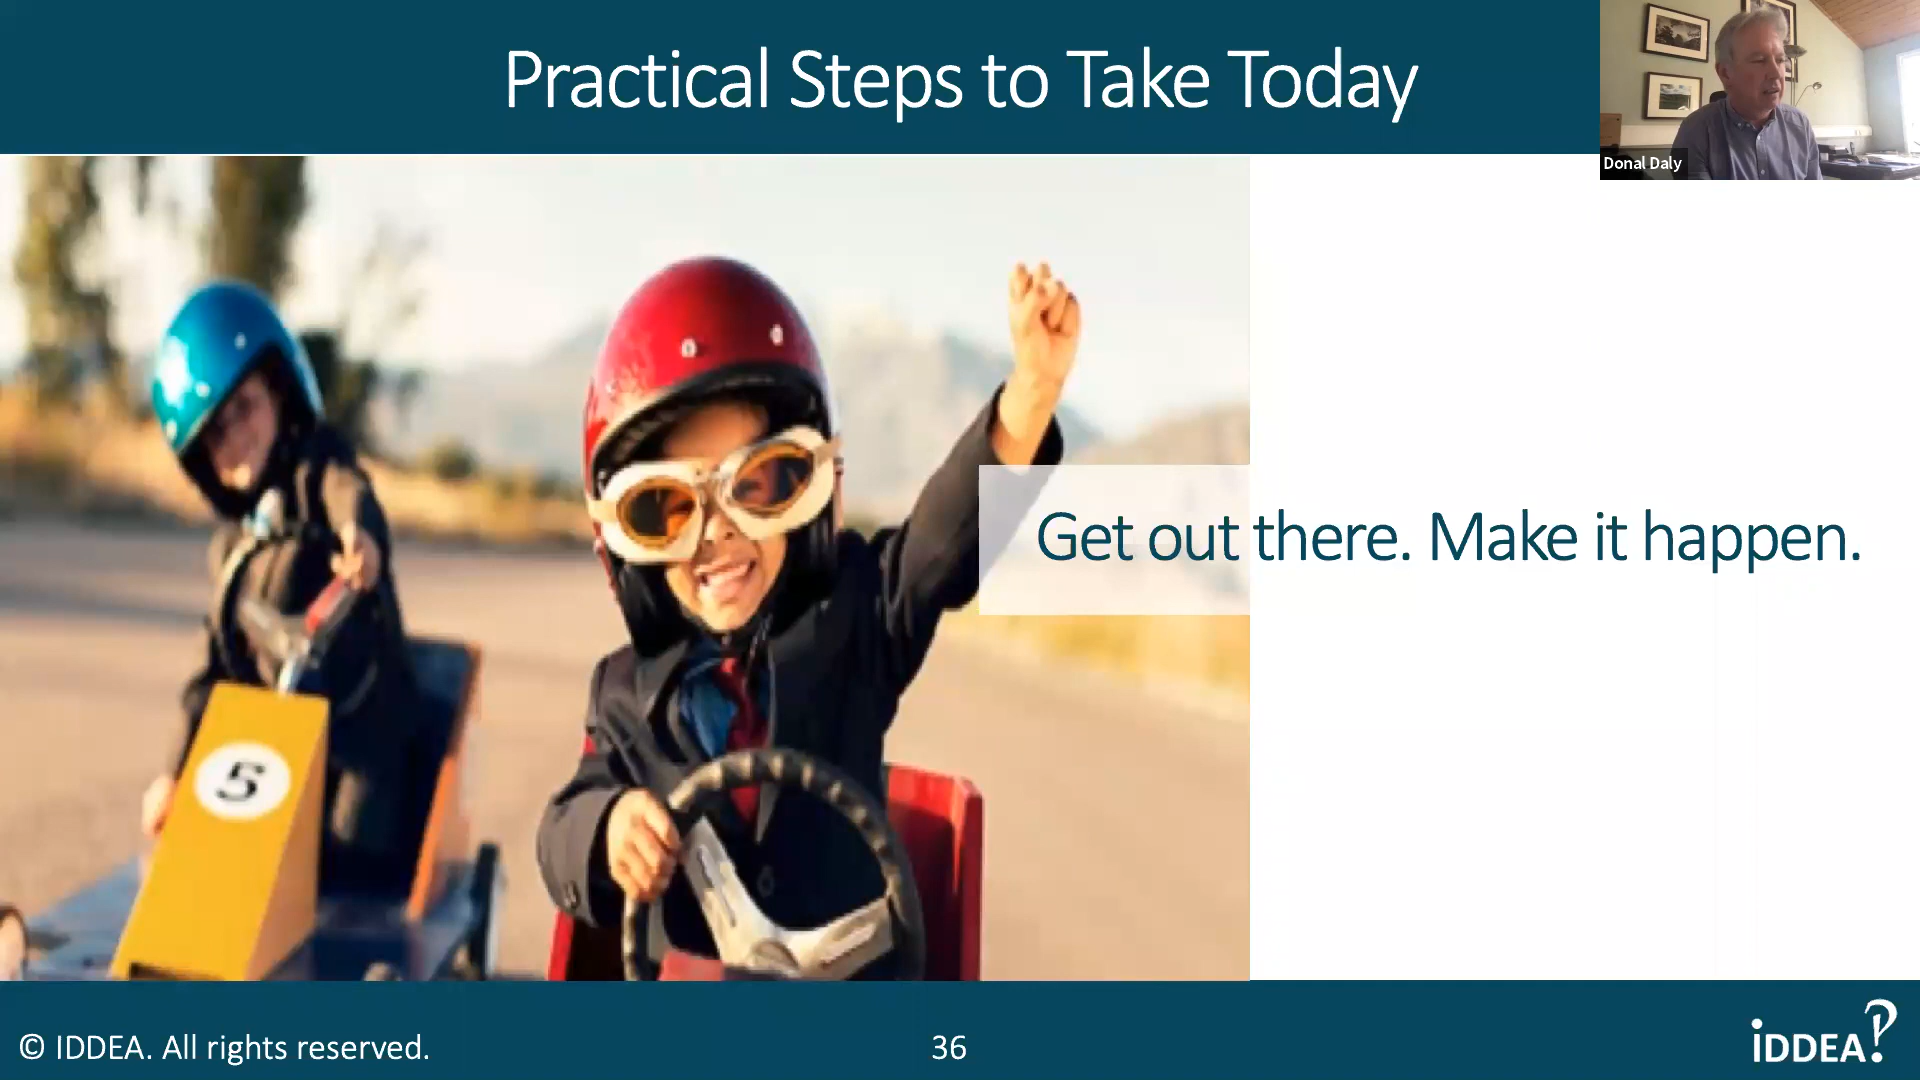 Practical Steps to Take Today
Donal Daly
Get out there. Make it happen.
5
© IDDEA. All rights reserved.
36
iDDEA?